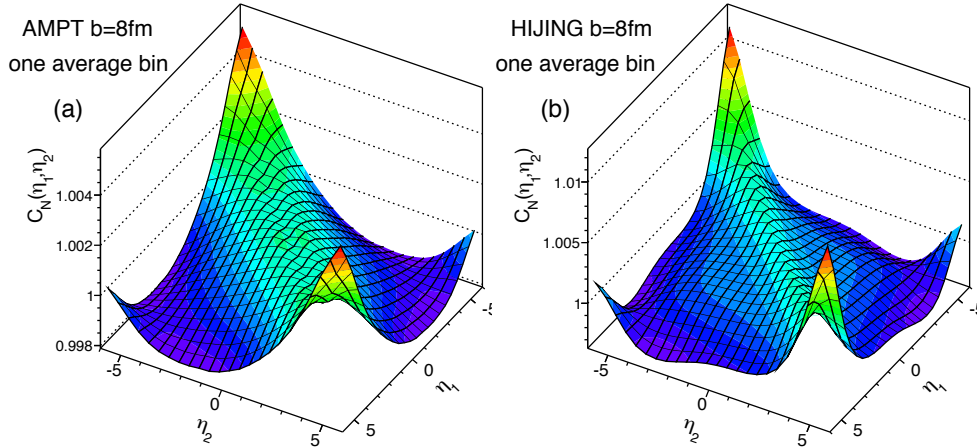 AMPT b=8fm
one average bin
(a)
C_N(η_1,η_2)
1.004
1.002
1
0.998
-5
0
5
η_2
5
0
-5
η_1
HIJING b=8fm
one average bin
(b)
C_N(η_1,η_2)
1.01
1.005
1
-5
0
5
η_2
5
0
-5
η_1